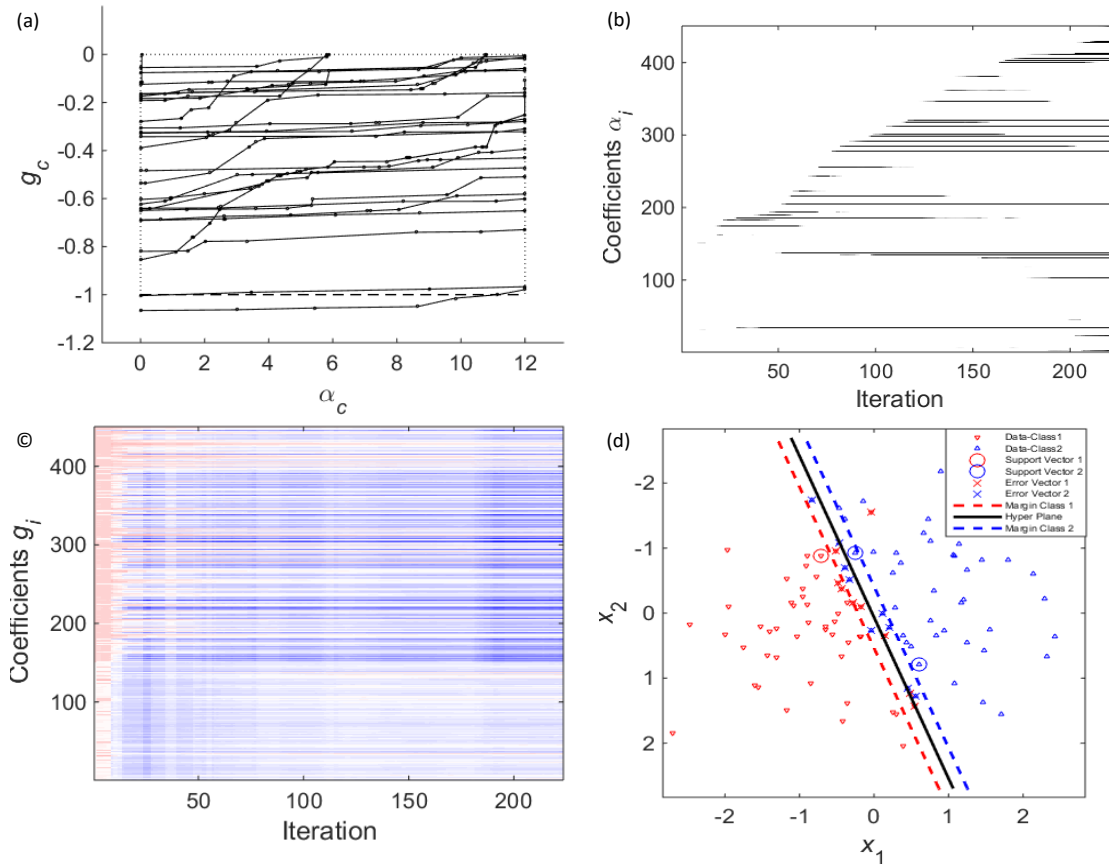 (a)
0
-0.2
-0.4
-0.6
-0.8
-1
-1.2
g_c
0 2 4 6 8 10 12
α_c
(b)
400
300
200
100
Coefficients α_i
50 100 150 200
Iteration
©
400
300
200
100
Coefficients g_i
50 100 150 200
Iteration
(d)
-2
-1
0
1
2
x_2
-2 -1 0 1 2
x_1
Data-Class1
Data-Class2
Support Vector 1
Support Vector 2
Error Vector 1
Error Vector 2
Margin Class 1
Hyper Plane
Margin Class 2